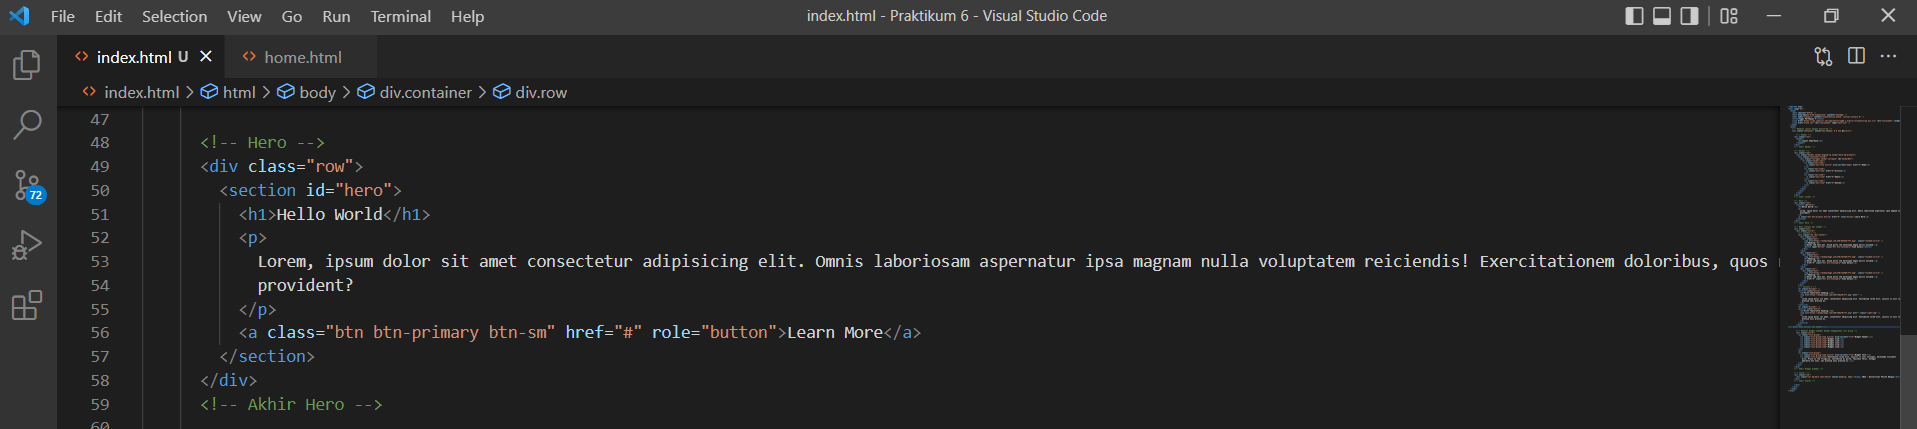 File Edit Selection View Go Run Terminal Help index.html - Praktikum 6 - Visual Studio Code
index.html U home.html
index.html > html > body > div.container > div.row
47
48 <!-- Hero -->
49 <div class="row">
50 <section id="hero">
51 <h1>Hello World</h1>
52 <p>
53 Lorem, ipsum dolor sit amet consectetur adipisicing elit. Omnis laboriosam aspernatur ipsa magnam nulla voluptatem reiciendis! Exercitationem doloribus, quos
54 provident?
55 </p>
56 <a class="btn btn-primary btn-sm" href="#" role="button">Learn More</a>
57 </section>
58 </div>
59 <!-- Akhir Hero -->
60
72